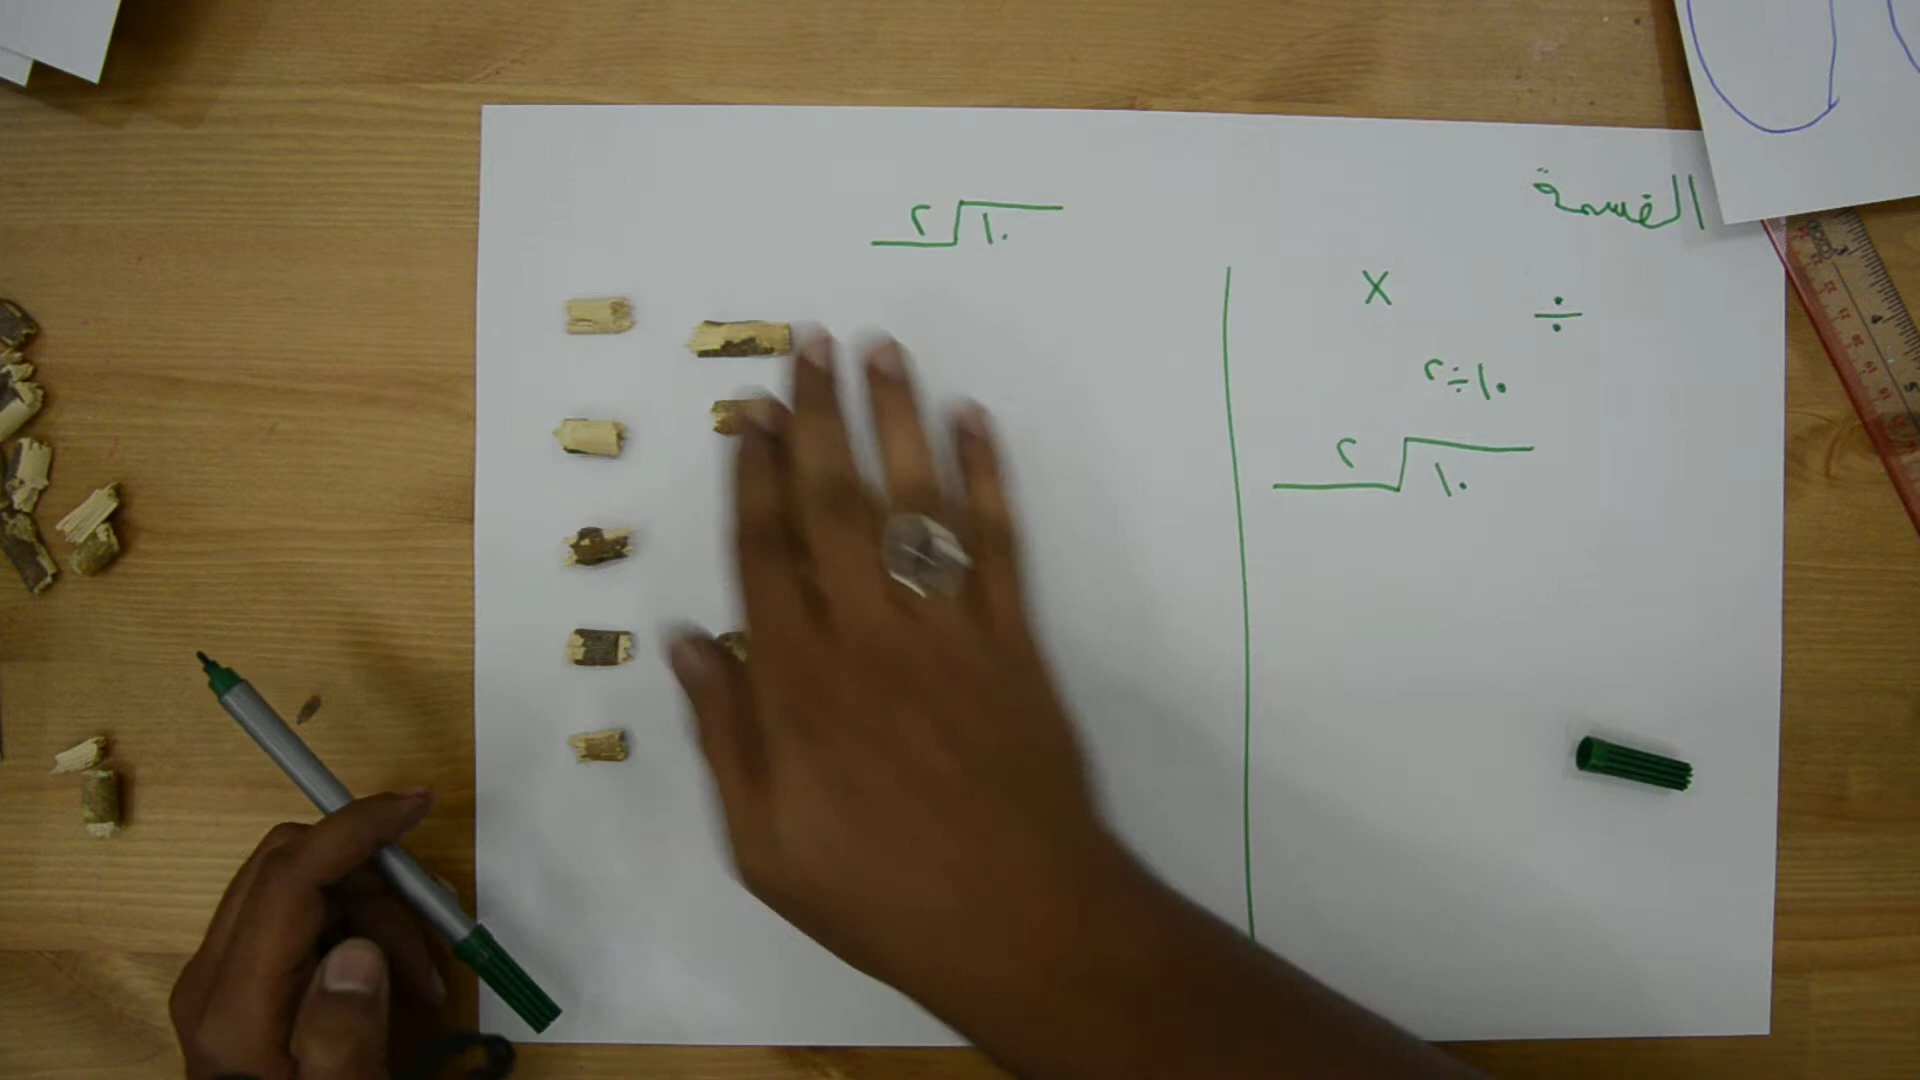 القسمة
÷ ×
١٠ ÷ ٢
٢ ١٠
٢ ١٠